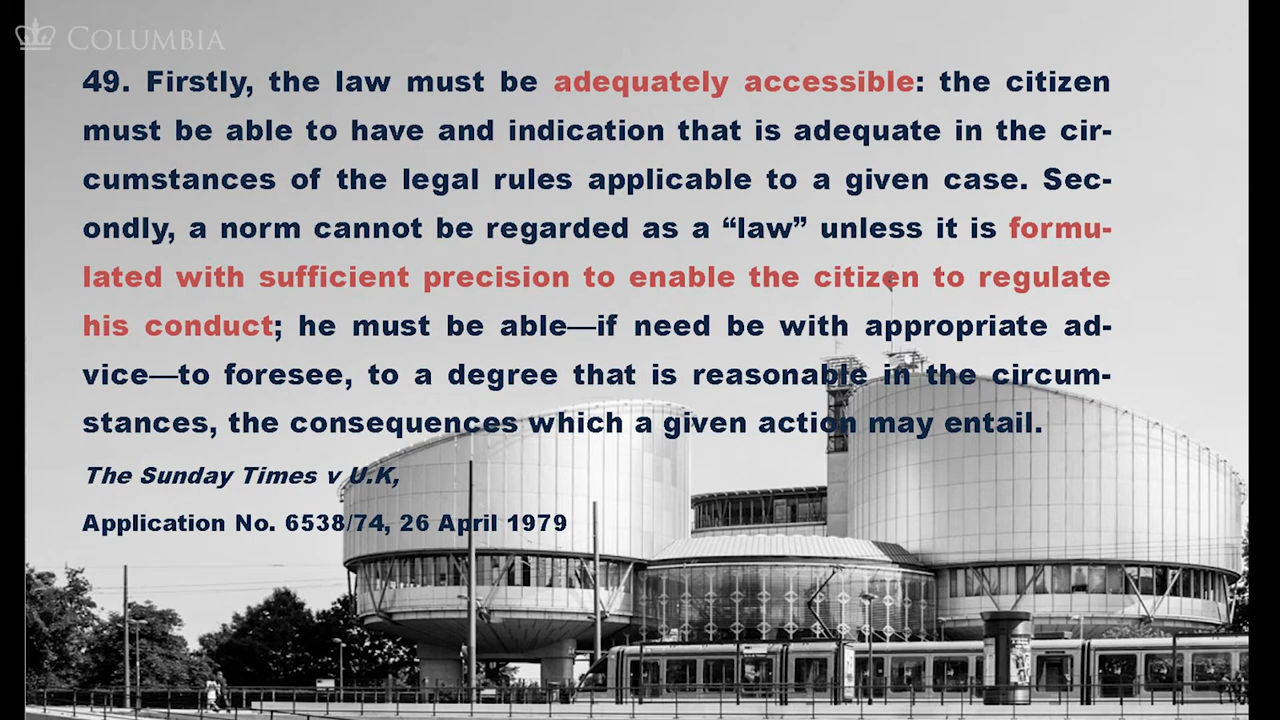 COLUMBIA
49. Firstly, the law must be adequately accessible: the citizen
must be able to have and indication that is adequate in the cir-
cumstances of the legal rules applicable to a given case. Sec-
ondly, a norm cannot be regarded as a “law” unless it is formu-
lated with sufficient precision to enable the citizen to regulate
his conduct; he must be able—if need be with appropriate ad-
vice—to foresee, to a degree that is reasonable in the circum-
stances, the consequences which a given action may entail.
The Sunday Times v U.K,
Application No. 6538/74, 26 April 1979